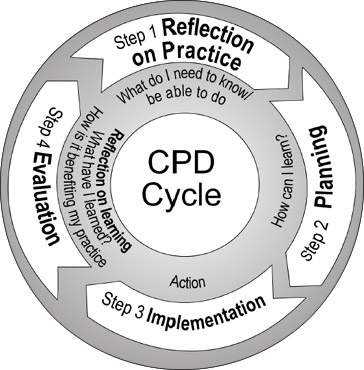 Step 1 Reflection
on Practice
What do I need to know/
be able to do
Step 2 Planning
How can I learn?
Step 3 Implementation
Action
Step 4 Evaluation
Reflection on learning
What have I learned?
How is it benefiting my practice
CPD
Cycle